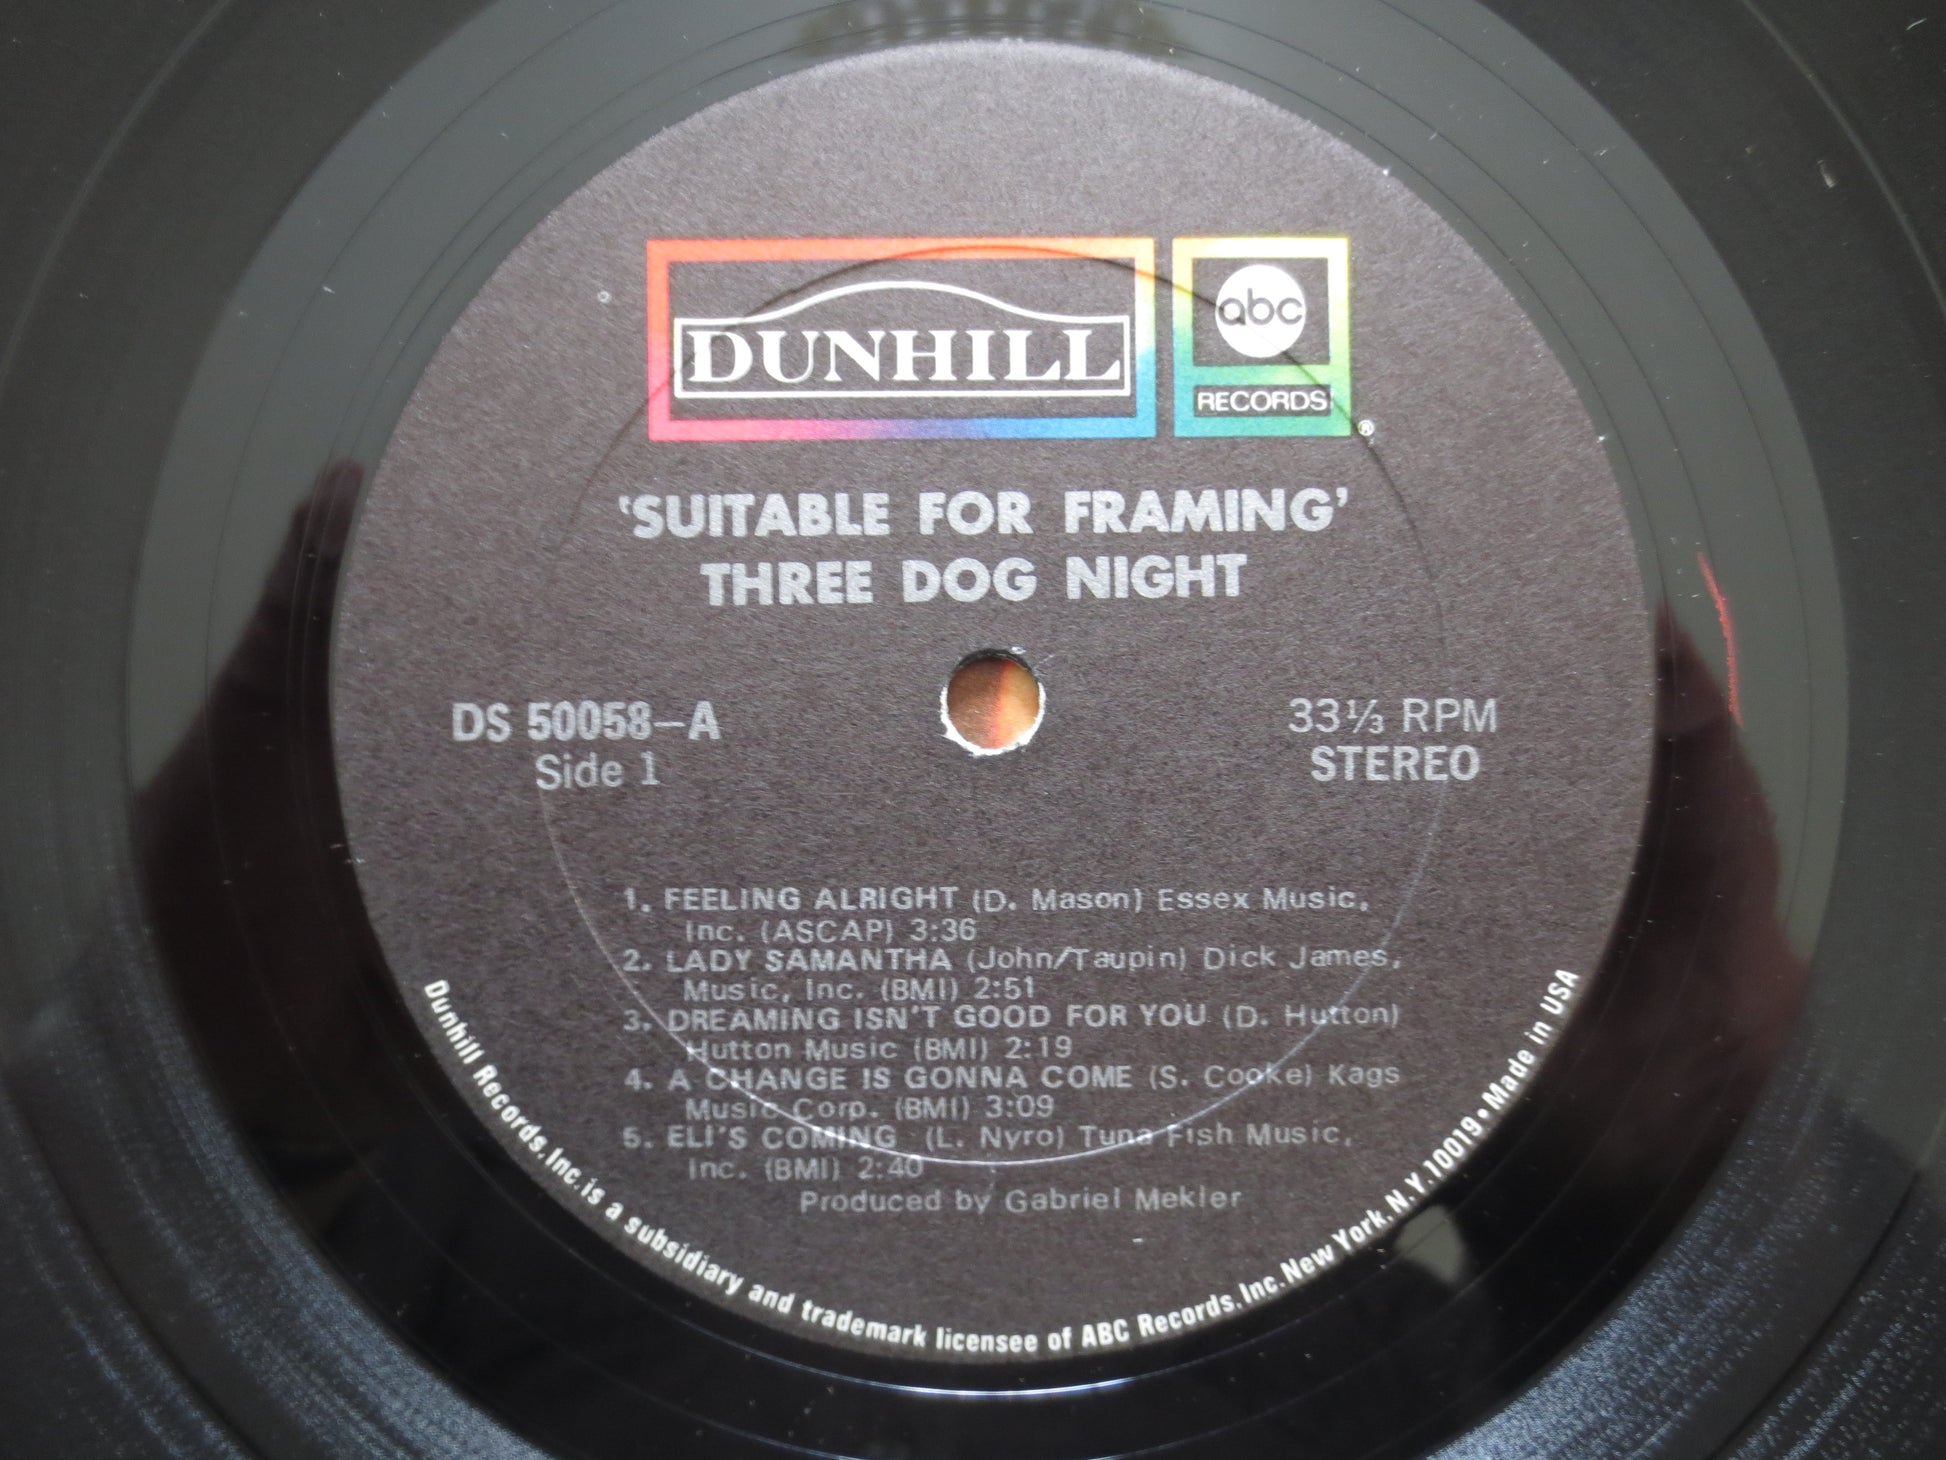 DUNHILL
abc
RECORDS
®
'SUITABLE FOR FRAMING'
THREE DOG NIGHT
DS 50058-A
Side 1
33⅓ RPM
STEREO
1. FEELING ALRIGHT (D. Mason) Essex Music,
Inc. (ASCAP) 3:36
2. LADY SAMANTHA (John/Taupin) Dick James,
Music, Inc. (BMI) 2:51
3. DREAMING ISN'T GOOD FOR YOU (D. Hutton)
Hutton Music (BMI) 2:19
4. A CHANGE IS GONNA COME (S. Cooke) Kags
Music Corp. (BMI) 3:09
5. ELI'S COMING (L. Nyro) Tuna Fish Music,
Inc. (BMI) 2:40
Produced by Gabriel Mekler
Dunhill Records, Inc. is a subsidiary and trademark licensee of ABC Records, Inc. New York, N.Y. 10019 • Made in USA